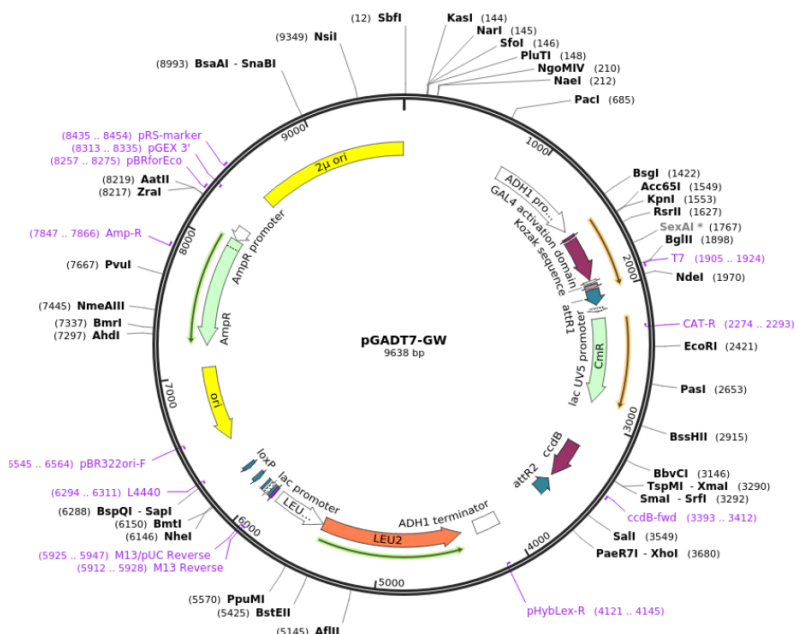 (12) SbfI
(9349) NsiI
(8993) BsaAI - SnaBI
KasI (144)
NarI (145)
SfoI (146)
PluTI (148)
NgoMIV (210)
NaeI (212)
PacI (685)
BsgI (1422)
Acc65I (1549)
KpnI (1553)
RsrII (1627)
SexAI * (1767)
BglII (1898)
T7 (1905 .. 1924)
NdeI (1970)
CAT-R (2274 .. 2293)
EcoRI (2421)
PasI (2653)
BssHII (2915)
BbvCI (3146)
TspMI - XmaI (3290)
SmaI - SrfI (3292)
ccdB-fwd (3393 .. 3412)
SalI (3549)
PaeR7I - XhoI (3680)
pHybLex-R (4121 .. 4145)
(5145) AflII
(5425) BstEII
(5570) PpuMI
(5912 .. 5928) M13 Reverse
(5925 .. 5947) M13/pUC Reverse
(6146) NheI
(6150) BmtI
(6288) BspQI - SapI
(6294 .. 6311) L4440
6545 .. 6564) pBR322ori-F
(7297) AhdI
(7337) BmrI
(7445) NmeAIII
(7667) PvuI
(7847 .. 7866) Amp-R
(8217) ZraI
(8219) AatII
(8257 .. 8275) pBRforEco
(8313 .. 8335) pGEX 3'
(8435 .. 8454) pRS-marker
1000
2000
3000
4000
5000
6000
7000
8000
9000
2μ ori
ADH1 pro...
GAL4 activation domain
Kozak sequence
attR1
lac UV5 promoter
CmR
ccdB
attR2
ADH1 terminator
LEU2
LEU...
lac promoter
loxP
ori
AmpR
AmpR promoter
pGADT7-GW
9638 bp